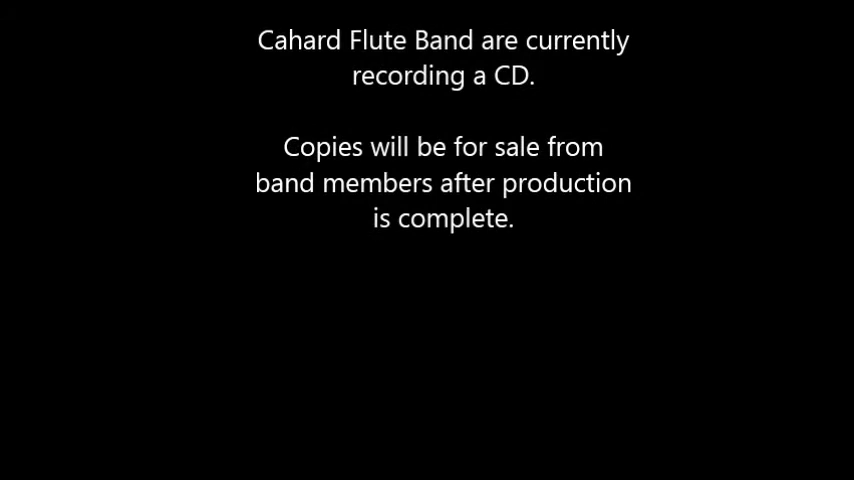 Cahard Flute Band are currently
recording a CD.
Copies will be for sale from
band members after production
is complete.